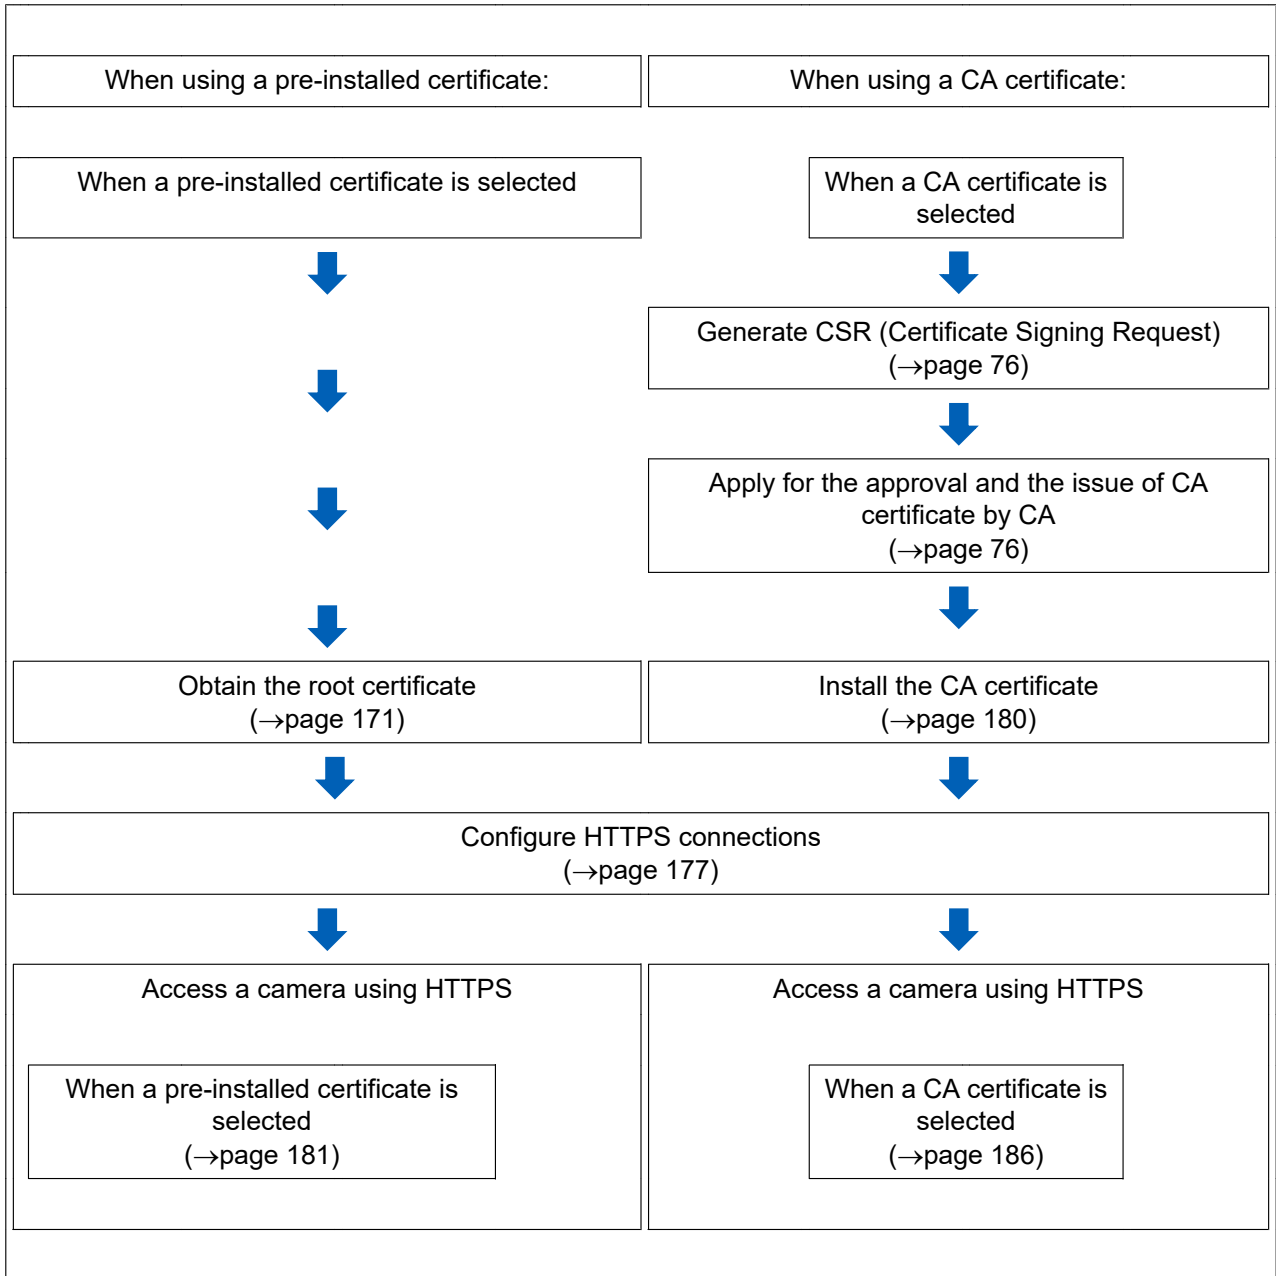 When using a pre-installed certificate:
When using a CA certificate:
When a pre-installed certificate is selected
When a CA certificate is
selected
Generate CSR (Certificate Signing Request)
(→page 76)
Apply for the approval and the issue of CA
certificate by CA
(→page 76)
Obtain the root certificate
(→page 171)
Install the CA certificate
(→page 180)
Configure HTTPS connections
(→page 177)
Access a camera using HTTPS
When a pre-installed certificate is
selected
(→page 181)
Access a camera using HTTPS
When a CA certificate is
selected
(→page 186)